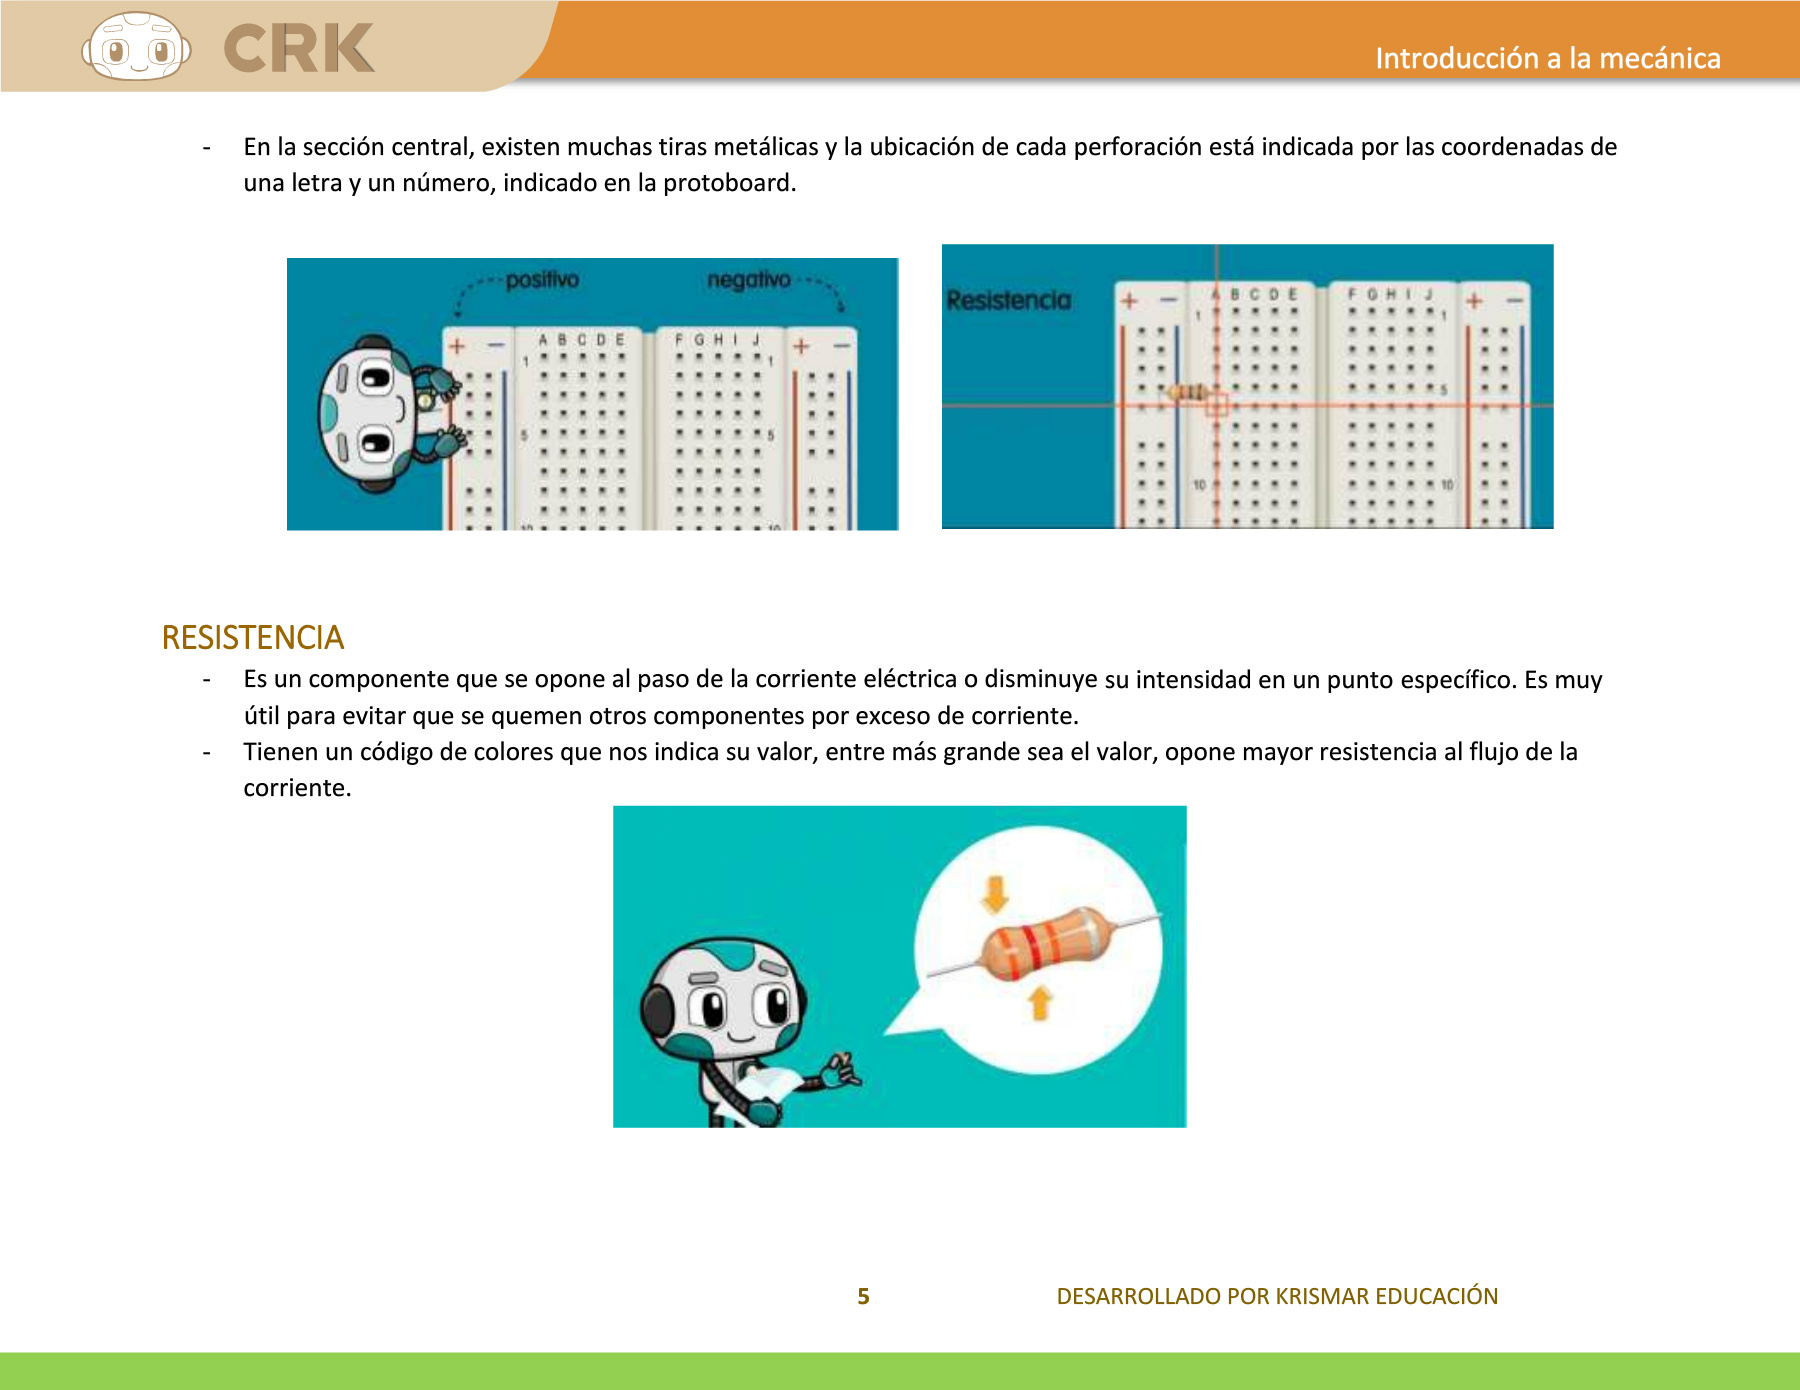 CRK
Introducción a la mecánica
- En la sección central, existen muchas tiras metálicas y la ubicación de cada perforación está indicada por las coordenadas de
una letra y un número, indicado en la protoboard.
positivo negativo
+ − A B C D E F G H I J + −
1 1
5 5
10 10
Resistencia
+ − A B C D E F G H I J + −
1 1
5
10 10
RESISTENCIA
- Es un componente que se opone al paso de la corriente eléctrica o disminuye su intensidad en un punto específico. Es muy
útil para evitar que se quemen otros componentes por exceso de corriente.
- Tienen un código de colores que nos indica su valor, entre más grande sea el valor, opone mayor resistencia al flujo de la
corriente.
5 DESARROLLADO POR KRISMAR EDUCACIÓN